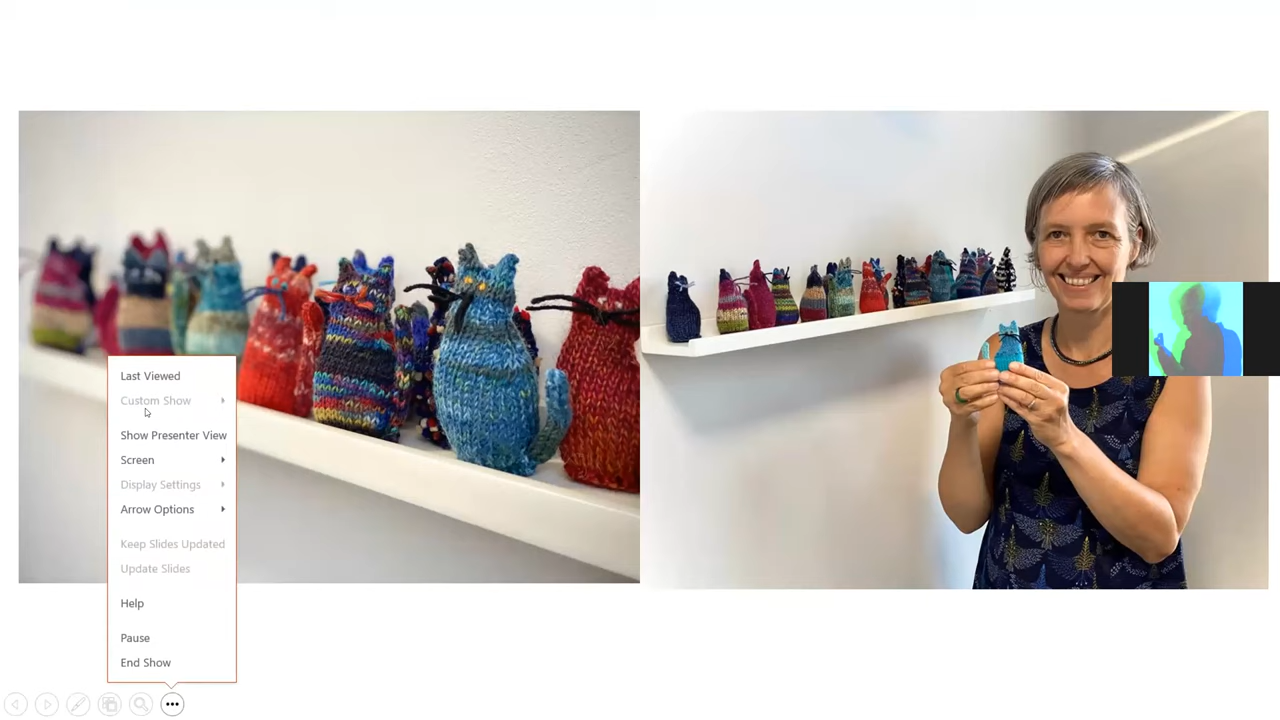 Last Viewed
Custom Show
Show Presenter View
Screen
Display Settings
Arrow Options
Keep Slides Updated
Update Slides
Help
Pause
End Show